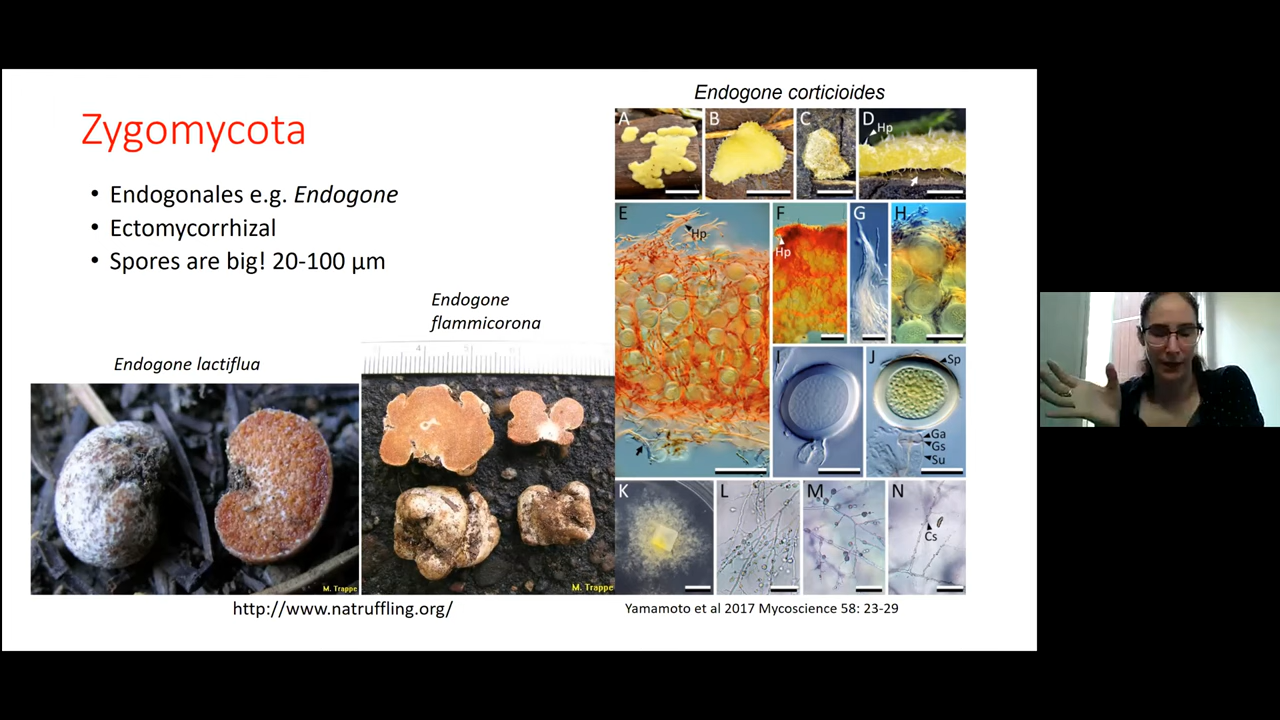 Zygomycota
• Endogonales e.g. Endogone
• Ectomycorrhizal
• Spores are big! 20-100 µm
Endogone
flammicorona
Endogone lactiflua
M. Trappe
4 5
M. Trappe
http://www.natruffling.org/
Endogone corticioides
A B C D Hp
E Hp F Hp G H
I J Sp
Ga
Gs
Su
K L M N
Cs
Yamamoto et al 2017 Mycoscience 58: 23-29